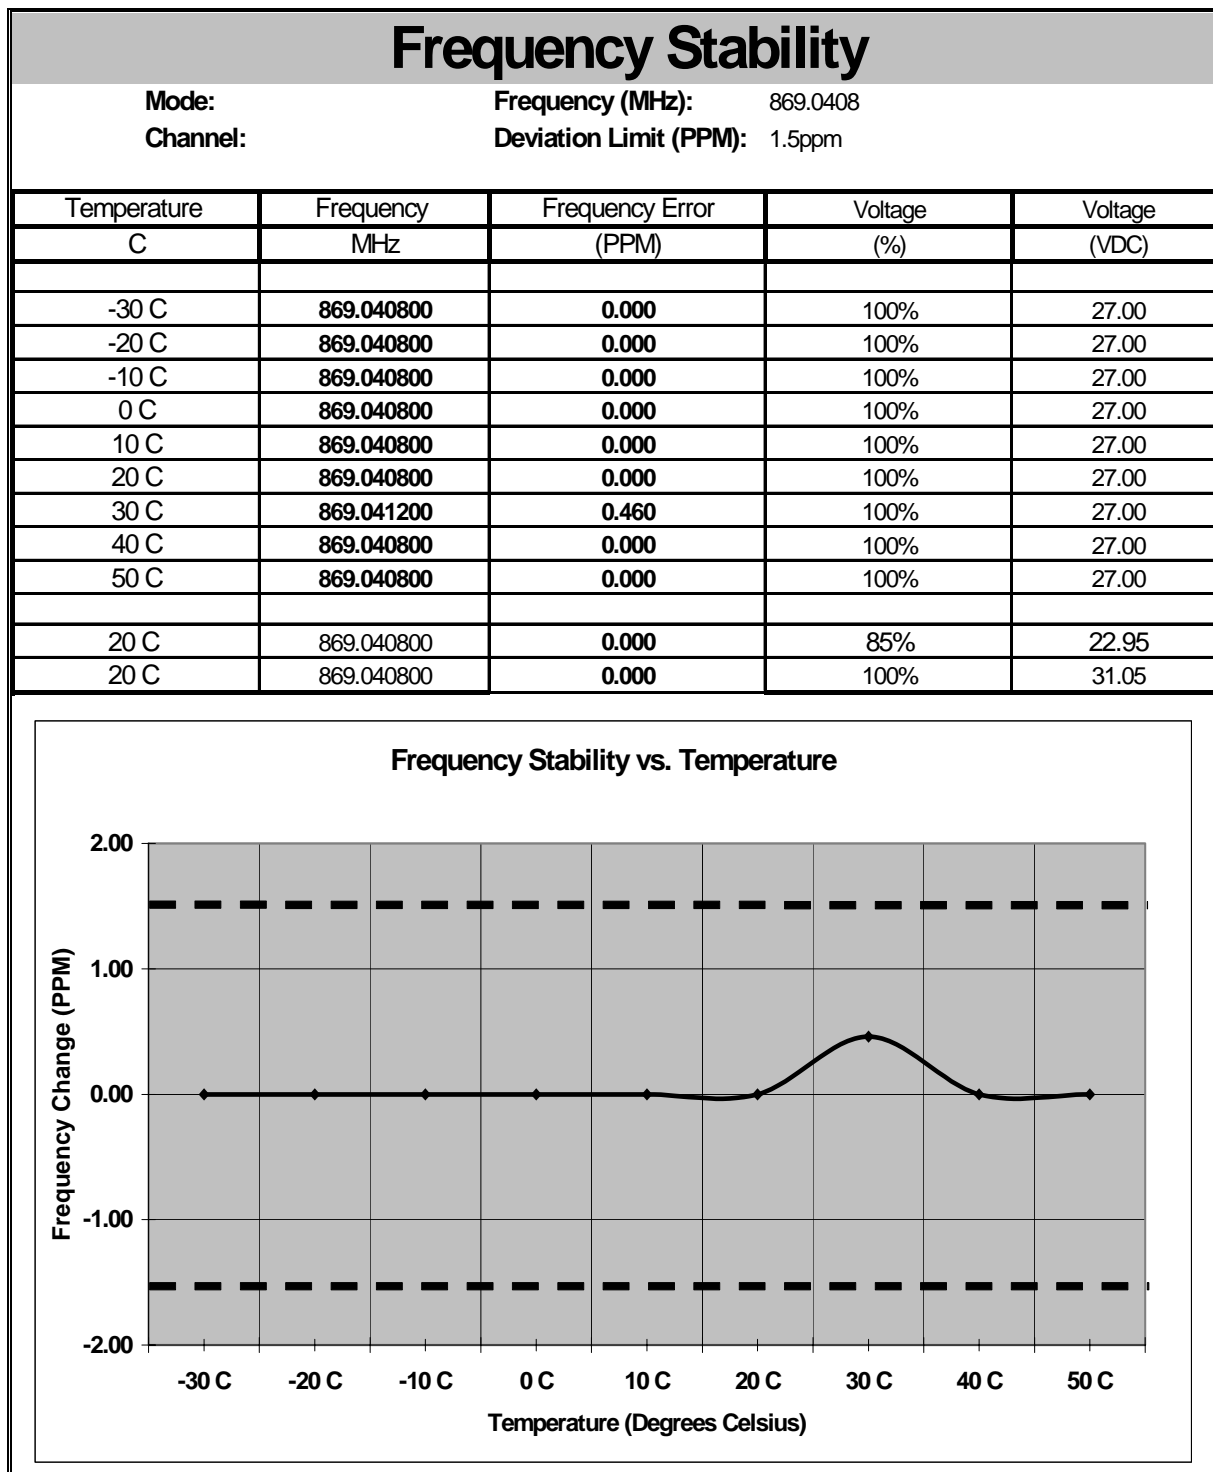 Frequency Stability
Mode: Frequency (MHz): 869.0408
Channel: Deviation Limit (PPM): 1.5ppm
Temperature Frequency Frequency Error Voltage Voltage
C MHz (PPM) (%) (VDC)
-30 C 869.040800 0.000 100% 27.00
-20 C 869.040800 0.000 100% 27.00
-10 C 869.040800 0.000 100% 27.00
0 C 869.040800 0.000 100% 27.00
10 C 869.040800 0.000 100% 27.00
20 C 869.040800 0.000 100% 27.00
30 C 869.041200 0.460 100% 27.00
40 C 869.040800 0.000 100% 27.00
50 C 869.040800 0.000 100% 27.00
20 C 869.040800 0.000 85% 22.95
20 C 869.040800 0.000 100% 31.05
Frequency Stability vs. Temperature
Frequency Change (PPM)
2.00
1.00
0.00
-1.00
-2.00
-30 C -20 C -10 C 0 C 10 C 20 C 30 C 40 C 50 C
Temperature (Degrees Celsius)